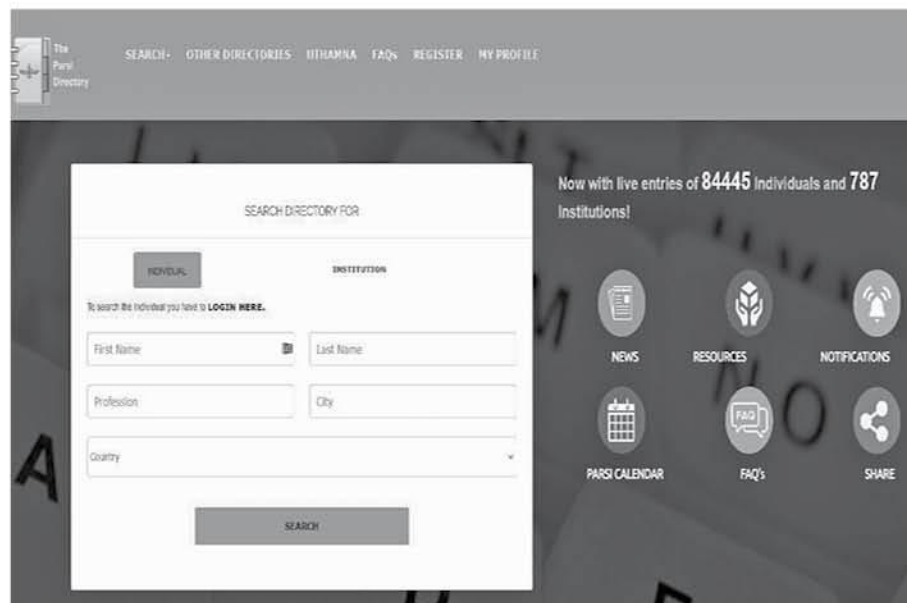 The
Parsi
Directory
SEARCH- OTHER DIRECTORIES UTHAMNA FAQs REGISTER MY PROFILE
SEARCH DIRECTORY FOR
INDIVIDUAL INSTITUTION
To search the individual you have to LOGIN HERE.
First Name Last Name
Profession City
Country
SEARCH
Now with live entries of 84445 Individuals and 787
Institutions!
NEWS RESOURCES NOTIFICATIONS
FAQ
PARSI CALENDAR FAQ's SHARE